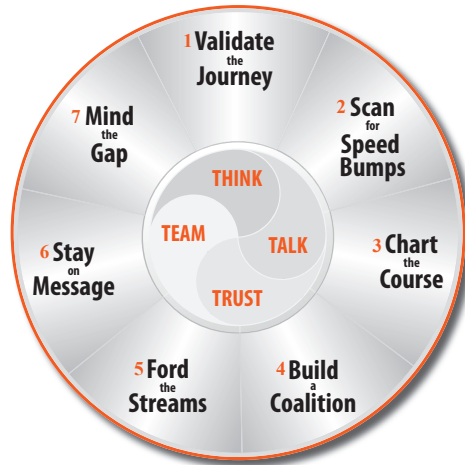 1 Validate
the
Journey
2 Scan
for
Speed
Bumps
3 Chart
the
Course
4 Build
a
Coalition
5 Ford
the
Streams
6 Stay
on
Message
7 Mind
the
Gap
THINK
TEAM
TALK
TRUST